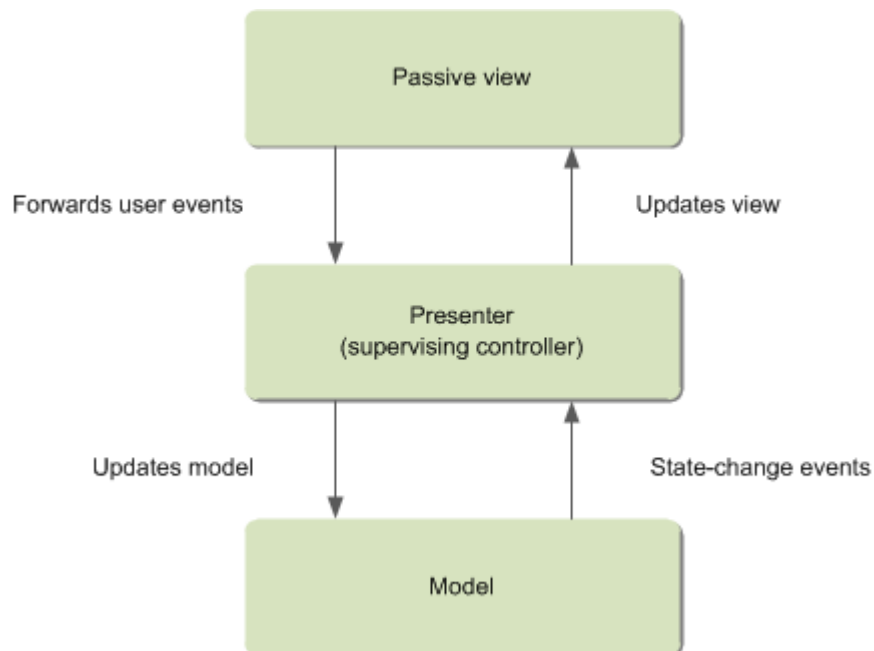 Passive view
Forwards user events
Updates view
Presenter
(supervising controller)
Updates model
State-change events
Model